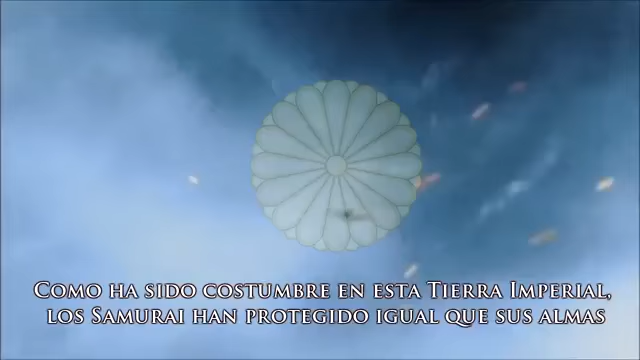 Como ha sido costumbre en esta Tierra Imperial,
los Samurai han protegido igual que sus almas